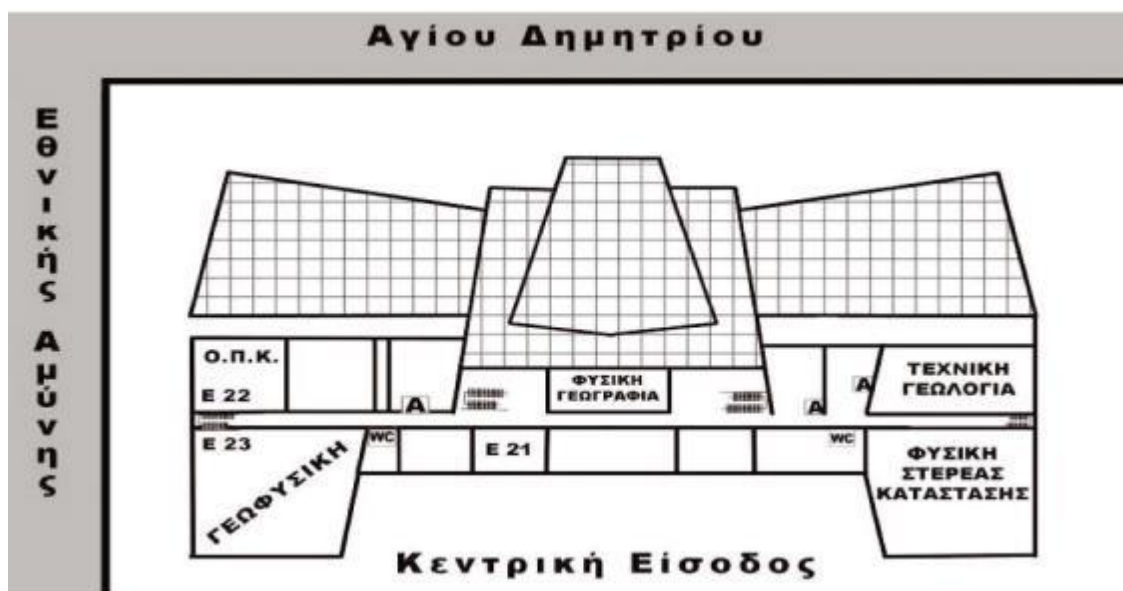 Αγίου Δημητρίου
Εθνικής Αμύνης
Ο.Π.Κ.
Ε 22
Α
ΦΥΣΙΚΗ
ΓΕΩΓΡΑΦΙΑ
Α
Α
ΤΕΧΝΙΚΗ
ΓΕΩΛΟΓΙΑ
Ε 23
ΓΕΩΦΥΣΙΚΗ
WC
Ε 21
WC
ΦΥΣΙΚΗ
ΣΤΕΡΕΑΣ
ΚΑΤΑΣΤΑΣΗΣ
Κεντρική Είσοδος